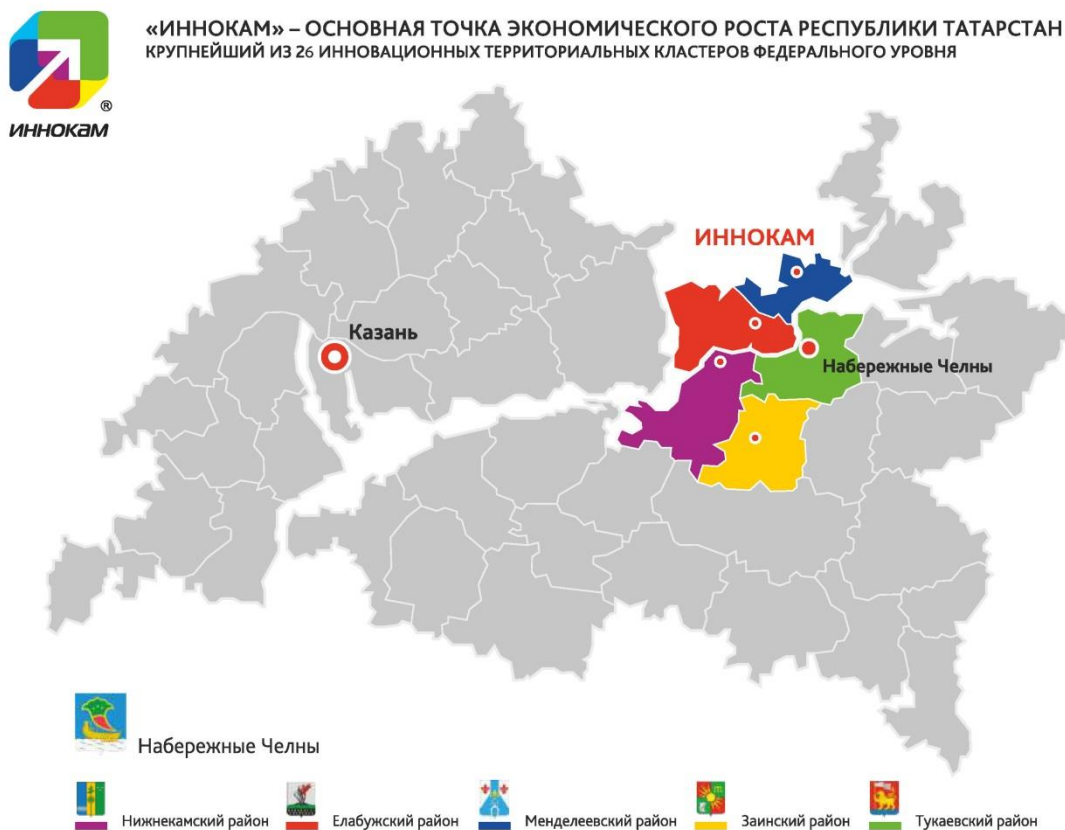 «ИННОКАМ» – ОСНОВНАЯ ТОЧКА ЭКОНОМИЧЕСКОГО РОСТА РЕСПУБЛИКИ ТАТАРСТАН
КРУПНЕЙШИЙ ИЗ 26 ИННОВАЦИОННЫХ ТЕРРИТОРИАЛЬНЫХ КЛАСТЕРОВ ФЕДЕРАЛЬНОГО УРОВНЯ
®
ИННОКАМ
ИННОКАМ
Казань
Набережные Челны
Набережные Челны
Нижнекамский район
Елабужский район
Менделеевский район
Заинский район
Тукаевский район